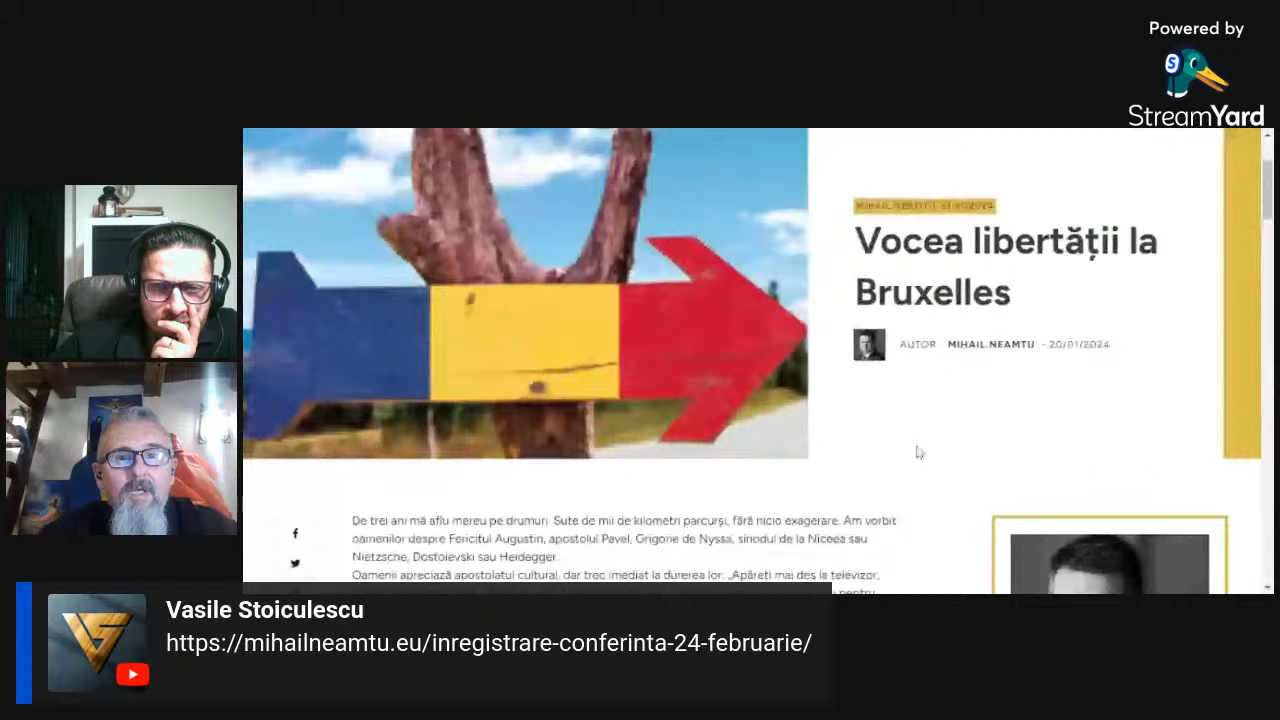 Powered by
StreamYard
Vocea libertății la
Bruxelles
AUTOR MIHAIL.NEAMTU - 20/01/2024
De trei ani mă aflu mereu pe drumuri. Sute de mii de kilometri parcurși, fără nicio exagerare. Am vorbit
oamenilor despre Fericitul Augustin, apostolul Pavel, Grigorie de Nyssa, sinodul de la Niceea sau
Nietzsche, Dostoievski sau Heidegger.
Oamenii apreciază apostolatul cultural, dar trec imediat la durerea lor: „Apăreți mai des la televizor,
pentru
Vasile Stoiculescu
https://mihailneamtu.eu/inregistrare-conferinta-24-februarie/